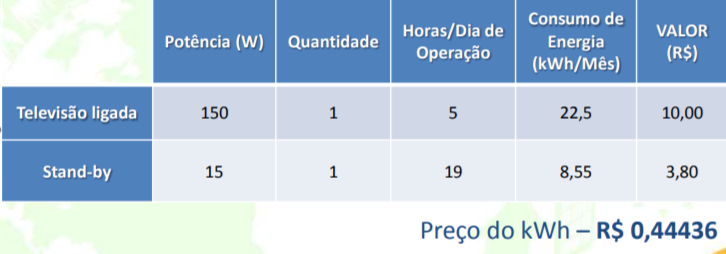 Potência (W) Quantidade Horas/Dia de Operação Consumo de Energia (kWh/Mês) VALOR (R$)
Televisão ligada 150 1 5 22,5 10,00
Stand-by 15 1 19 8,55 3,80
Preço do kWh – R$ 0,44436